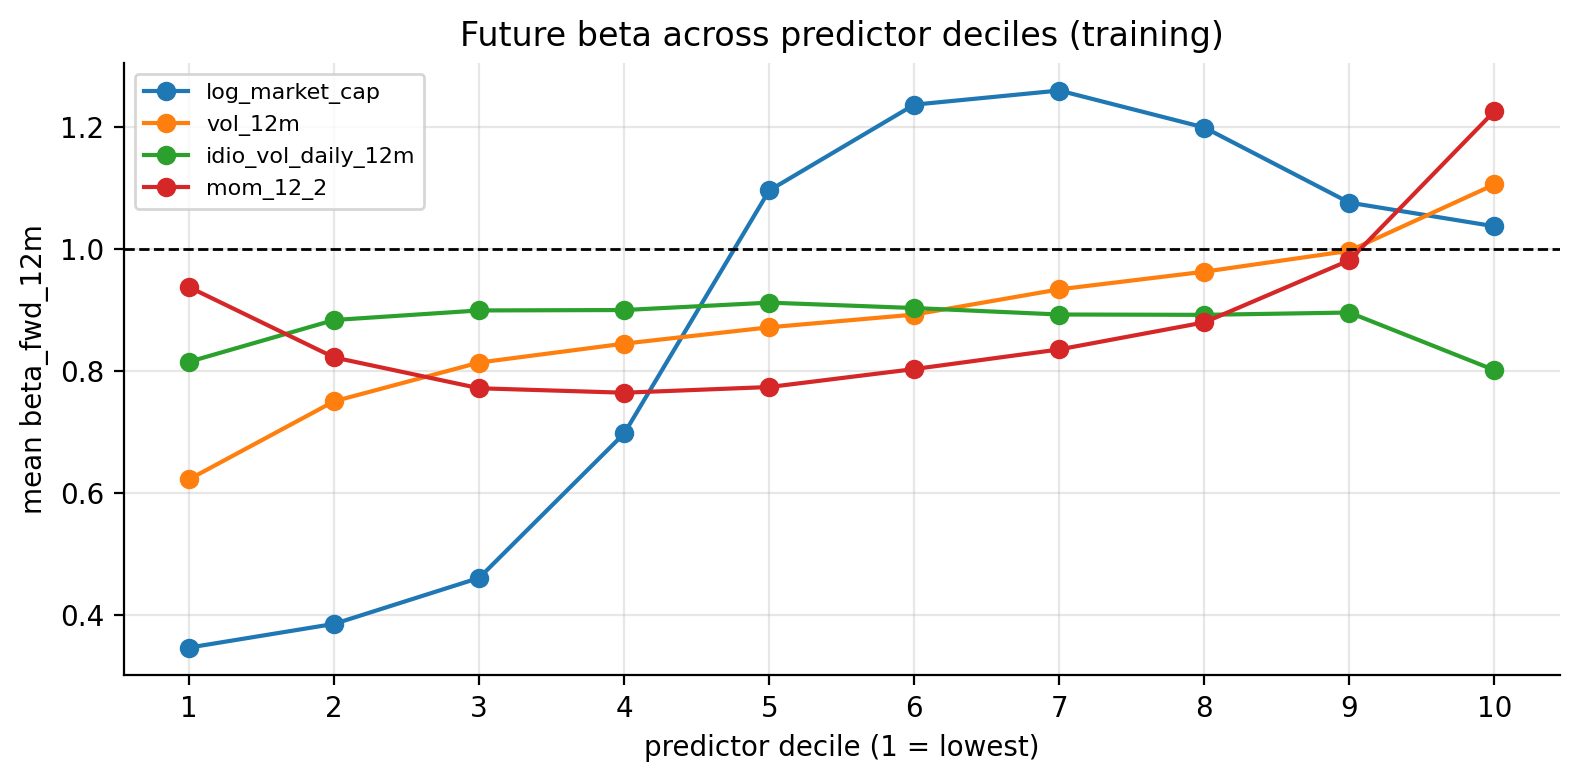 Future beta across predictor deciles (training)
log_market_cap
vol_12m
idio_vol_daily_12m
mom_12_2
mean beta_fwd_12m
1.2
1.0
0.8
0.6
0.4
1 2 3 4 5 6 7 8 9 10
predictor decile (1 = lowest)